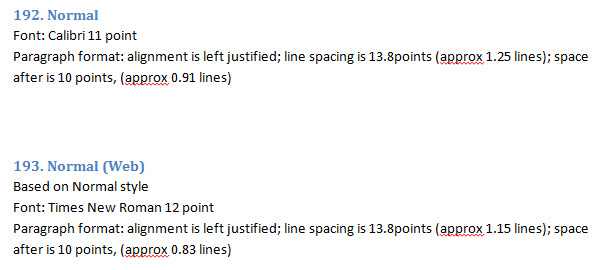 192. Normal
Font: Calibri 11 point
Paragraph format: alignment is left justified; line spacing is 13.8points (approx 1.25 lines); space
after is 10 points, (approx 0.91 lines)
193. Normal (Web)
Based on Normal style
Font: Times New Roman 12 point
Paragraph format: alignment is left justified; line spacing is 13.8points (approx 1.15 lines); space
after is 10 points, (approx 0.83 lines)